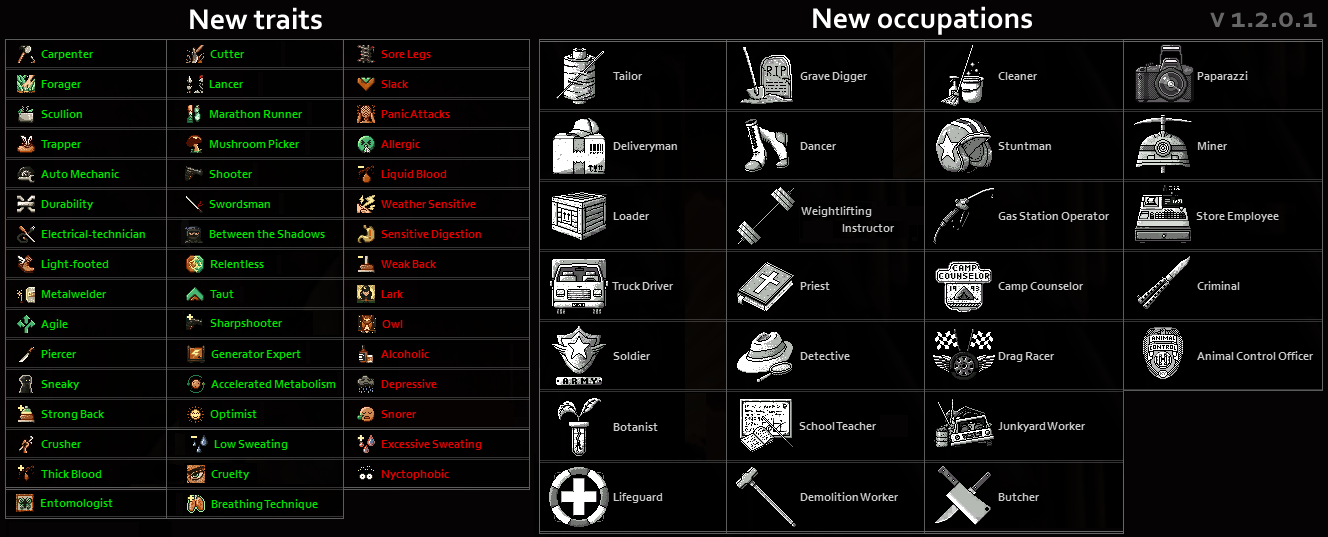 New traits
New occupations
V 1.2.0.1
Carpenter
Cutter
Sore Legs
Forager
Lancer
Slack
Scullion
Marathon Runner
Panic Attacks
Trapper
Mushroom Picker
Allergic
Auto Mechanic
Shooter
Liquid Blood
Durability
Swordsman
Weather Sensitive
Electrical-technician
Between the Shadows
Sensitive Digestion
Light-footed
Relentless
Weak Back
Metalwelder
Taut
Lark
Agile
Sharpshooter
Owl
Piercer
Generator Expert
Alcoholic
Sneaky
Accelerated Metabolism
Depressive
Strong Back
Optimist
Snorer
Crusher
Low Sweating
Excessive Sweating
Thick Blood
Cruelty
Nyctophobic
Entomologist
Breathing Technique
Tailor
R.I.P
Grave Digger
Cleaner
Paparazzi
Deliveryman
Dancer
Stuntman
Miner
Loader
Weightlifting
Instructor
Gas Station Operator
Store Employee
Truck Driver
Priest
CAMP
COUNSELOR
1993
Camp Counselor
Criminal
Soldier
ARMY
Detective
Drag Racer
ANIMAL
CONTROL
Animal Control Officer
Botanist
School Teacher
Junkyard Worker
Lifeguard
Demolition Worker
Butcher